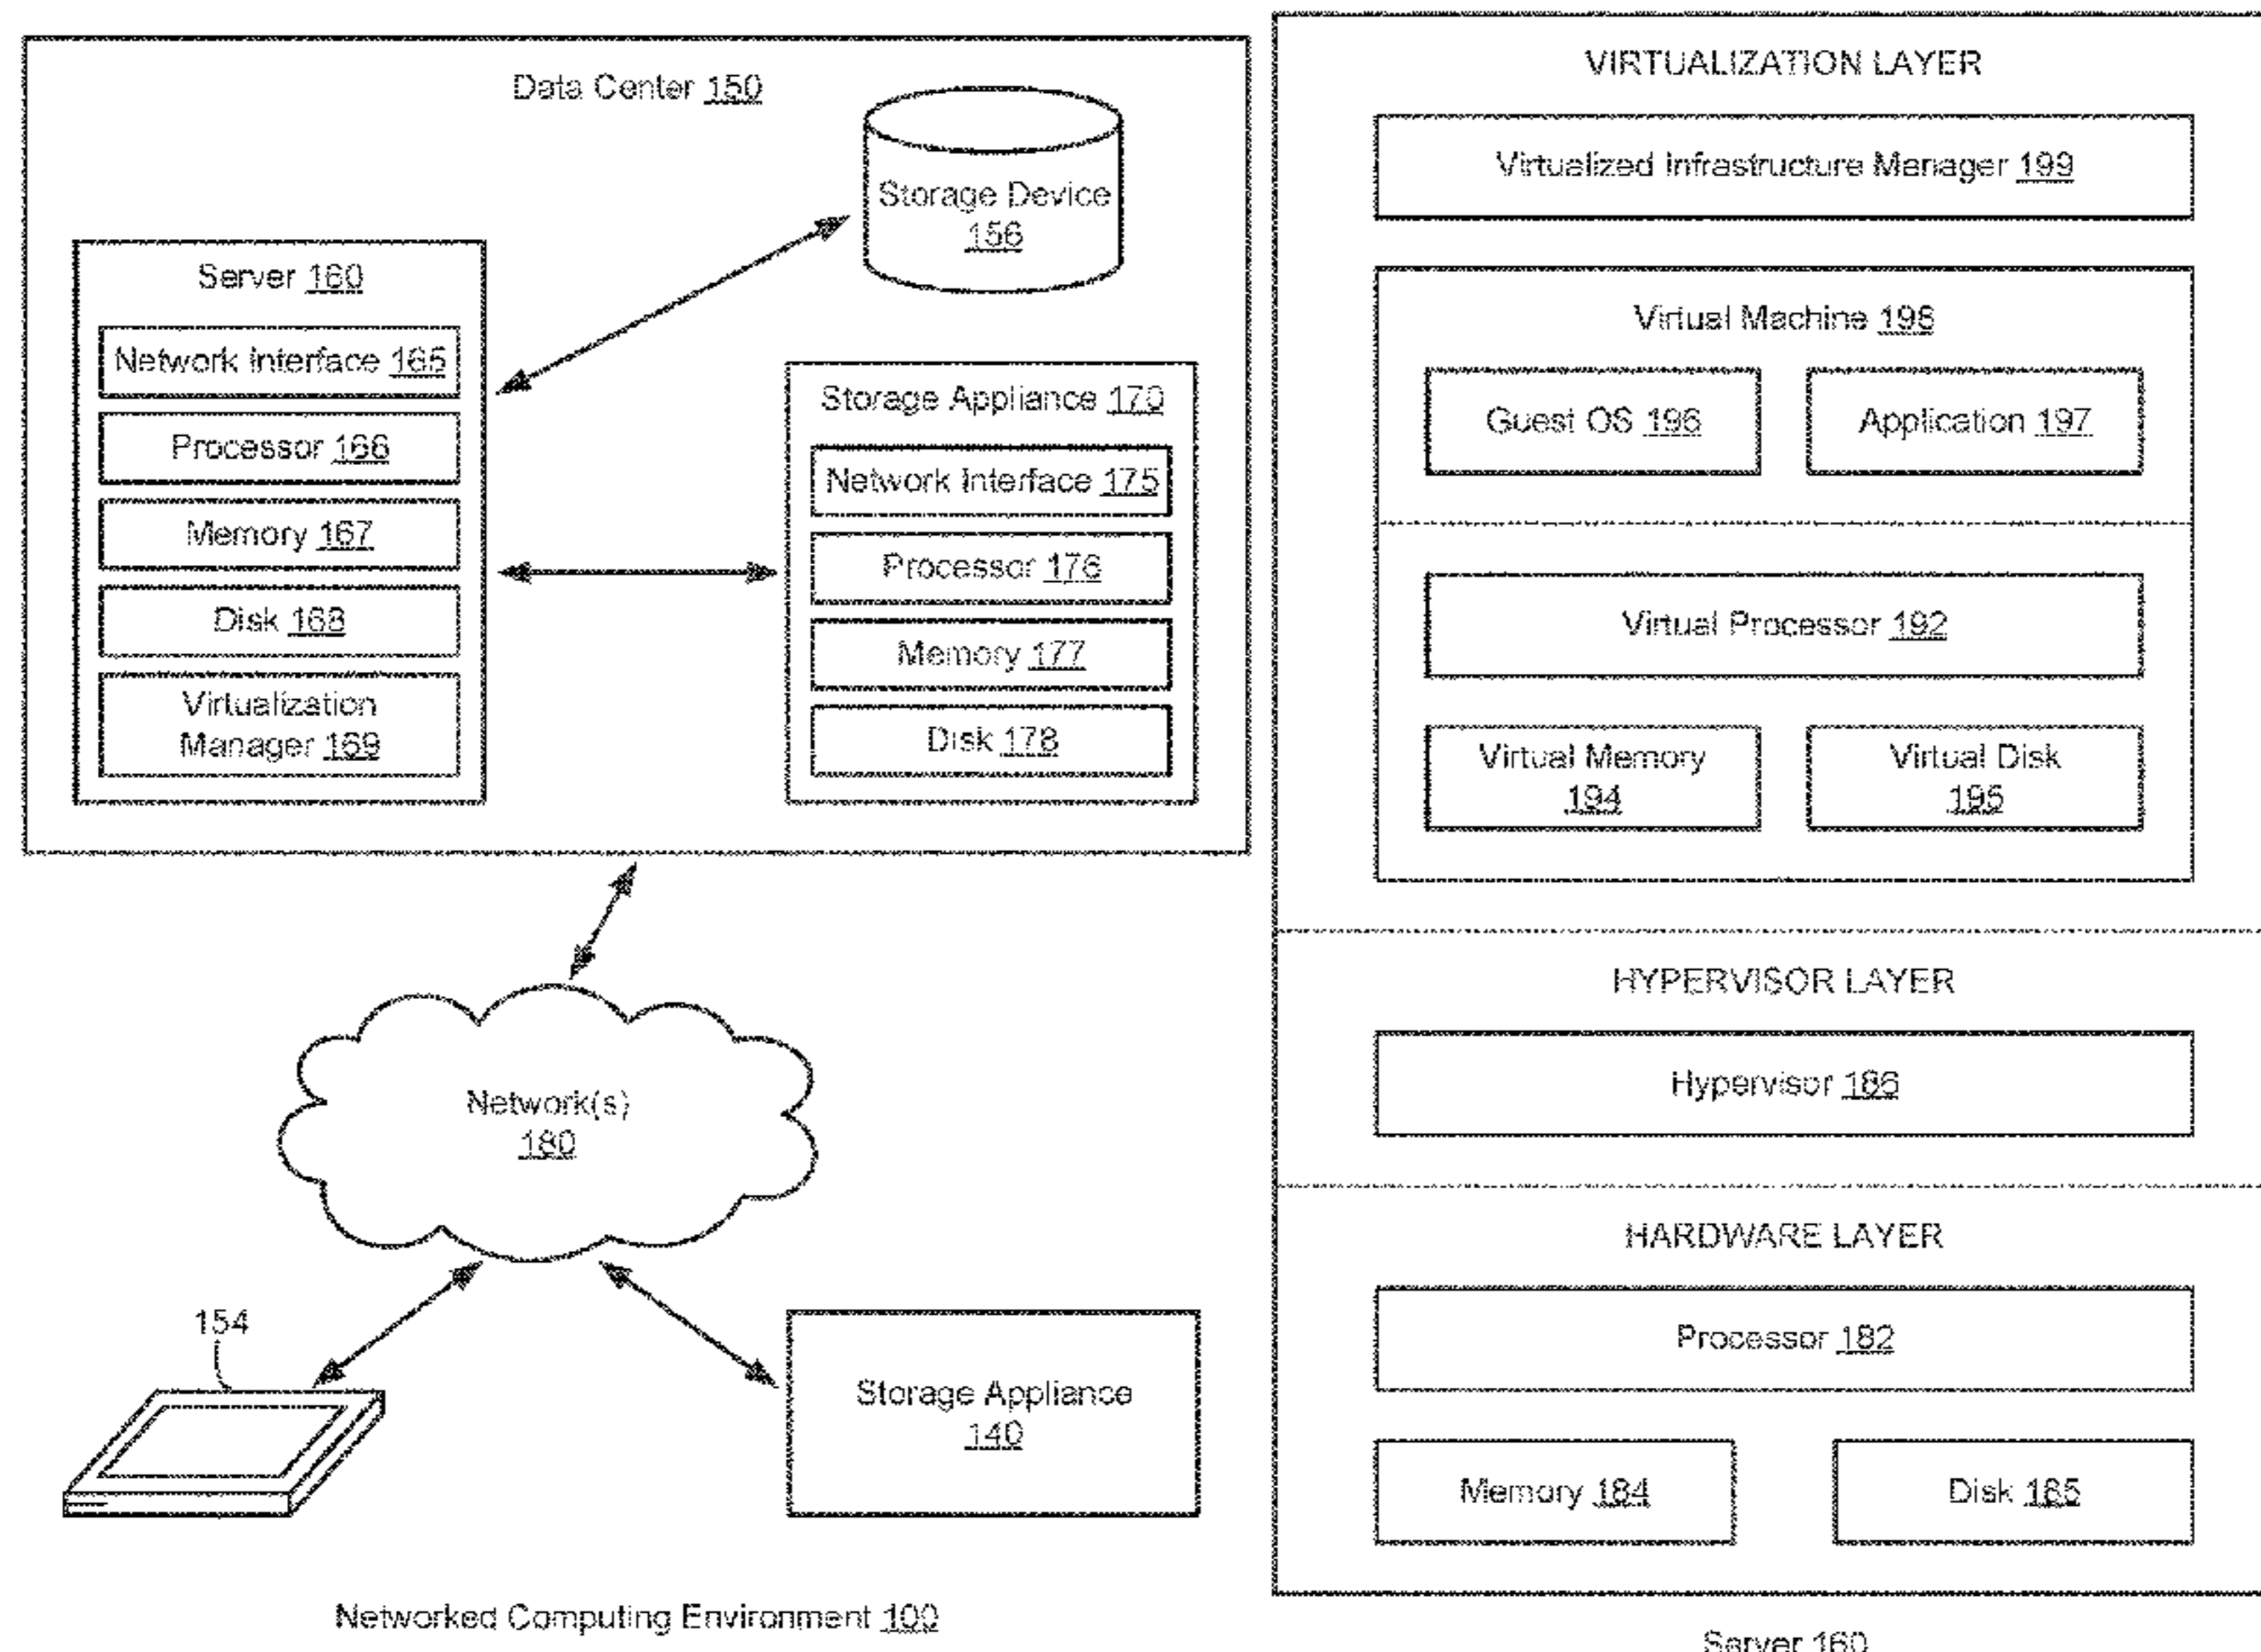 Data Center 150
Storage Device
156
Server 160
Network Interface 165
Processor 166
Memory 167
Disk 168
Virtualization
Manager 169
Storage Appliance 170
Network Interface 175
Processor 176
Memory 177
Disk 178
Network(s)
180
154
Storage Appliance
140
Networked Computing Environment 100
VIRTUALIZATION LAYER
Virtualized Infrastructure Manager 199
Virtual Machine 198
Guest OS 196
Application 197
Virtual Processor 192
Virtual Memory
194
Virtual Disk
195
HYPERVISOR LAYER
Hypervisor 186
HARDWARE LAYER
Processor 182
Memory 184
Disk 185
Server 160